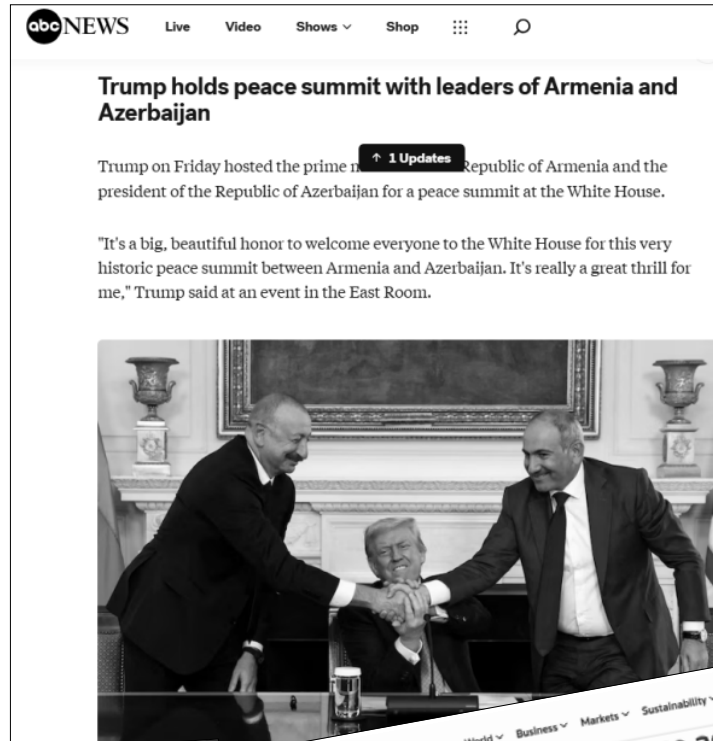 abc NEWS Live Video Shows Shop
Trump holds peace summit with leaders of Armenia and
Azerbaijan
↑ 1 Updates
Trump on Friday hosted the prime Republic of Armenia and the
president of the Republic of Azerbaijan for a peace summit at the White House.
"It's a big, beautiful honor to welcome everyone to the White House for this very
historic peace summit between Armenia and Azerbaijan. It's really a great thrill for
me," Trump said at an event in the East Room.
Business Markets Sustainability